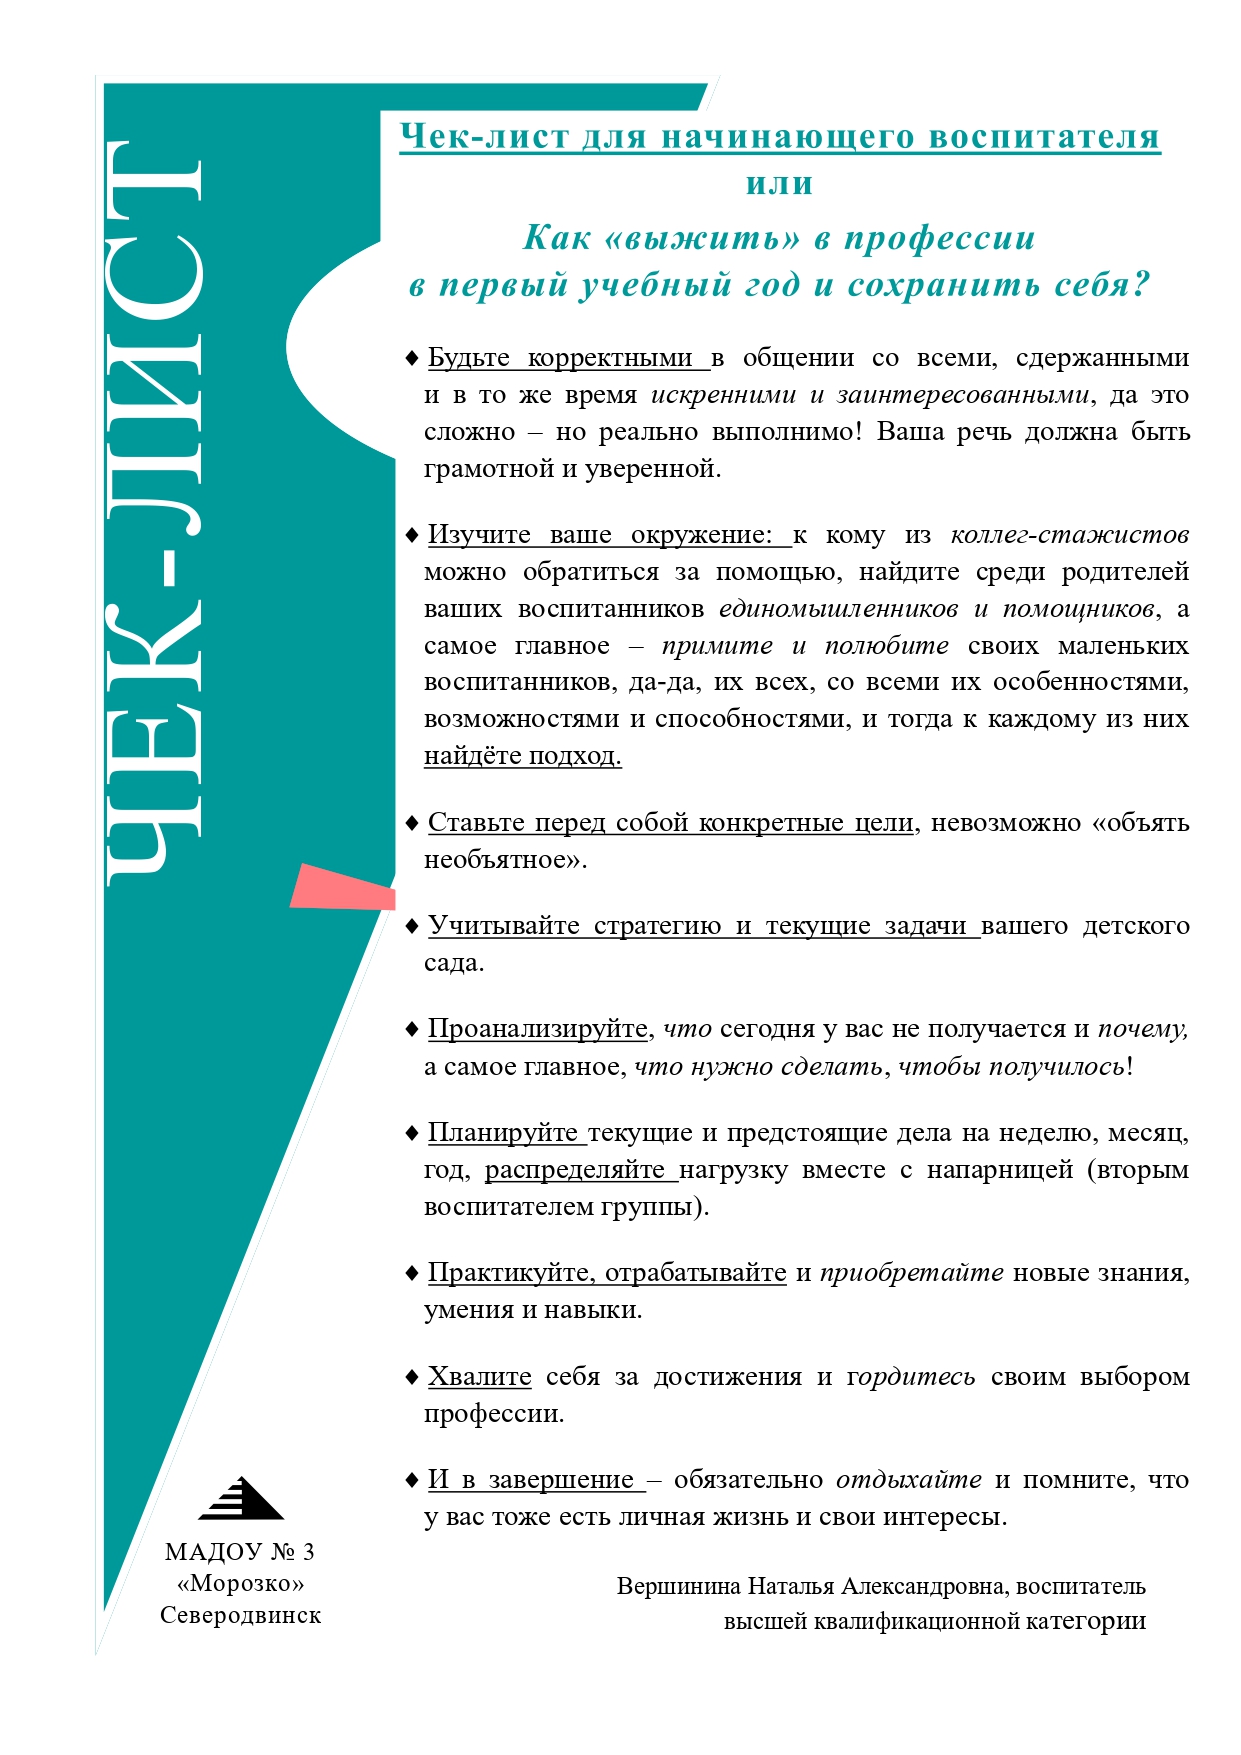 ЧЕК-ЛИСТ
Чек-лист для начинающего воспитателя
или
Как «выжить» в профессии
в первый учебный год и сохранить себя?
♦ Будьте корректными в общении со всеми, сдержанными
и в то же время искренними и заинтересованными, да это
сложно – но реально выполнимо! Ваша речь должна быть
грамотной и уверенной.
♦ Изучите ваше окружение: к кому из коллег-стажистов
можно обратиться за помощью, найдите среди родителей
ваших воспитанников единомышленников и помощников, а
самое главное – примите и полюбите своих маленьких
воспитанников, да-да, их всех, со всеми их особенностями,
возможностями и способностями, и тогда к каждому из них
найдёте подход.
♦ Ставьте перед собой конкретные цели, невозможно «объять
необъятное».
♦ Учитывайте стратегию и текущие задачи вашего детского
сада.
♦ Проанализируйте, что сегодня у вас не получается и почему,
а самое главное, что нужно сделать, чтобы получилось!
♦ Планируйте текущие и предстоящие дела на неделю, месяц,
год, распределяйте нагрузку вместе с напарницей (вторым
воспитателем группы).
♦ Практикуйте, отрабатывайте и приобретайте новые знания,
умения и навыки.
♦ Хвалите себя за достижения и гордитесь своим выбором
профессии.
♦ И в завершение – обязательно отдыхайте и помните, что
у вас тоже есть личная жизнь и свои интересы.
МАДОУ № 3
«Морозко»
Северодвинск
Вершинина Наталья Александровна, воспитатель
высшей квалификационной категории